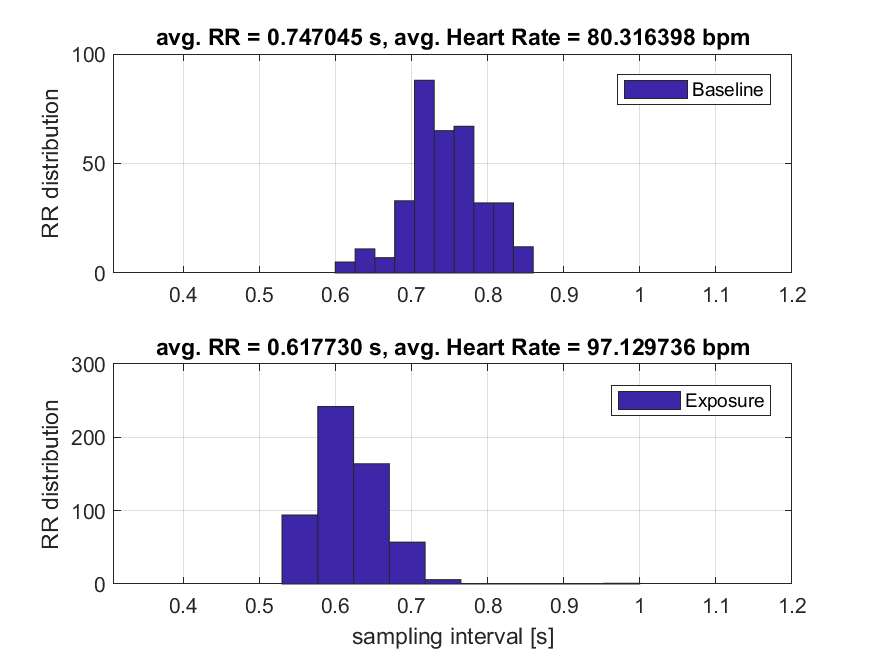 avg. RR = 0.747045 s, avg. Heart Rate = 80.316398 bpm
100
50
0
RR distribution
Baseline
0.4 0.5 0.6 0.7 0.8 0.9 1 1.1 1.2
avg. RR = 0.617730 s, avg. Heart Rate = 97.129736 bpm
300
200
100
0
RR distribution
Exposure
0.4 0.5 0.6 0.7 0.8 0.9 1 1.1 1.2
sampling interval [s]